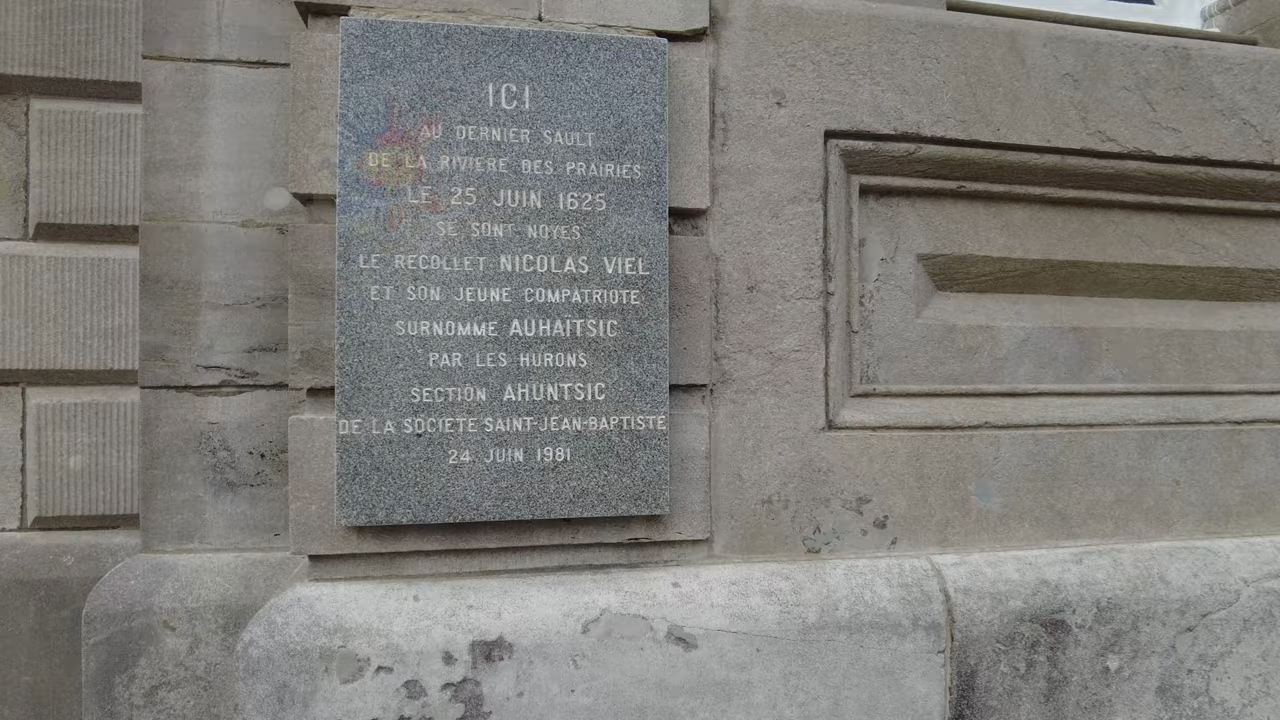 ICI
AU DERNIER SAULT
DE LA RIVIERE DES PRAIRIES
LE 25 JUIN 1625
SE SONT NOYES
LE RECOLLET NICOLAS VIEL
ET SON JEUNE COMPATRIOTE
SURNOMME AUHAÏTSIC
PAR LES HURONS
SECTION AHUNTSIC
DE LA SOCIETE SAINT-JEAN-BAPTISTE
24 JUIN 1981